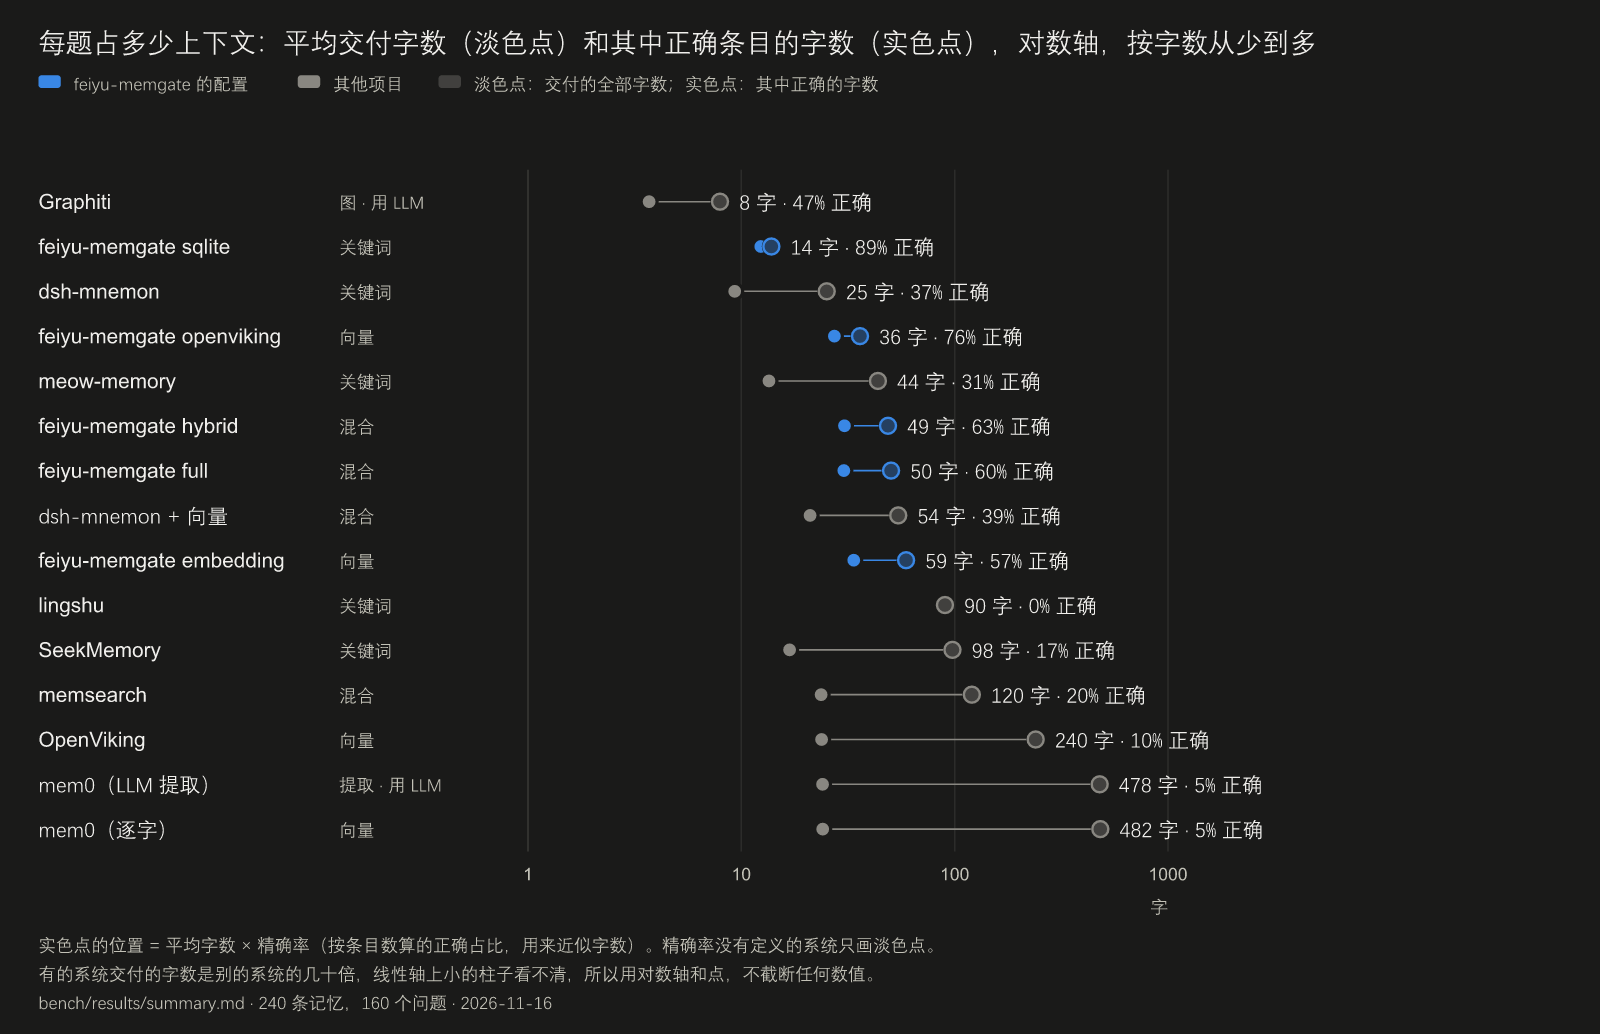 每题占多少上下文：平均交付字数（淡色点）和其中正确条目的字数（实色点），对数轴，按字数从少到多
feiyu-memgate 的配置 其他项目 淡色点：交付的全部字数；实色点：其中正确的字数
Graphiti 图 · 用 LLM 8 字 · 47% 正确
feiyu-memgate sqlite 关键词 14 字 · 89% 正确
dsh-mnemon 关键词 25 字 · 37% 正确
feiyu-memgate openviking 向量 36 字 · 76% 正确
meow-memory 关键词 44 字 · 31% 正确
feiyu-memgate hybrid 混合 49 字 · 63% 正确
feiyu-memgate full 混合 50 字 · 60% 正确
dsh-mnemon + 向量 混合 54 字 · 39% 正确
feiyu-memgate embedding 向量 59 字 · 57% 正确
lingshu 关键词 90 字 · 0% 正确
SeekMemory 关键词 98 字 · 17% 正确
memsearch 混合 120 字 · 20% 正确
OpenViking 向量 240 字 · 10% 正确
mem0（LLM 提取） 提取 · 用 LLM 478 字 · 5% 正确
mem0（逐字） 向量 482 字 · 5% 正确
1 10 100 1000
字
实色点的位置 = 平均字数 × 精确率（按条目数算的正确占比，用来近似字数）。精确率没有定义的系统只画淡色点。
有的系统交付的字数是别的系统的几十倍，线性轴上小的柱子看不清，所以用对数轴和点，不截断任何数值。
bench/results/summary.md · 240 条记忆，160 个问题 · 2026-11-16